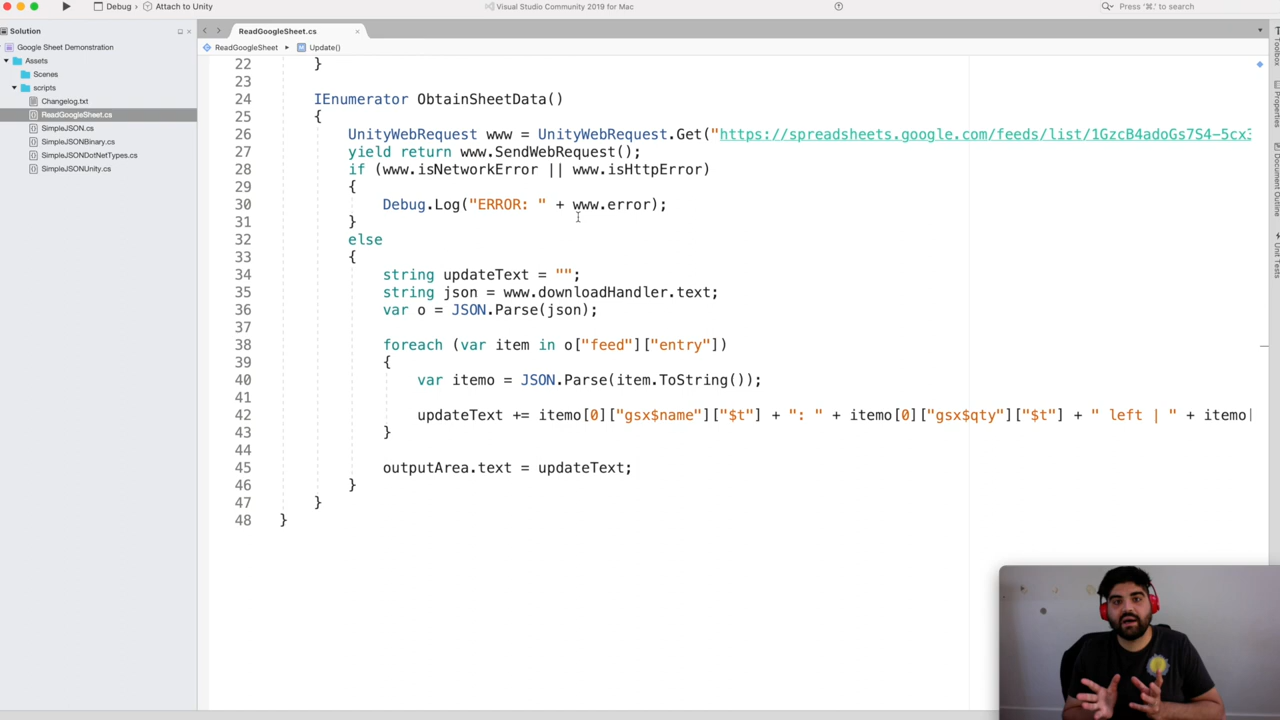 Debug
Attach to Unity
Visual Studio Community 2019 for Mac
Press '⌘.' to search
Solution
ReadGoogleSheet.cs
Google Sheet Demonstration
ReadGoogleSheet
Update()
Assets
Scenes
scripts
Changelog.txt
ReadGoogleSheet.cs
SimpleJSON.cs
SimpleJSONBinary.cs
SimpleJSONDotNetTypes.cs
SimpleJSONUnity.cs
22 }
23
24 IEnumerator ObtainSheetData()
25 {
26 UnityWebRequest www = UnityWebRequest.Get("https://spreadsheets.google.com/feeds/list/1GzcB4adoGs7S4-5cx
27 yield return www.SendWebRequest();
28 if (www.isNetworkError || www.isHttpError)
29 {
30 Debug.Log("ERROR: " + www.error);
31 }
32 else
33 {
34 string updateText = "";
35 string json = www.downloadHandler.text;
36 var o = JSON.Parse(json);
37
38 foreach (var item in o["feed"]["entry"])
39 {
40 var itemo = JSON.Parse(item.ToString());
41
42 updateText += itemo[0]["gsx$name"]["$t"] + ": " + itemo[0]["gsx$qty"]["$t"] + " left | " + itemo[
43 }
44
45 outputArea.text = updateText;
46 }
47 }
48 }
Toolbox
Properties
Document Outline
Unit Tests